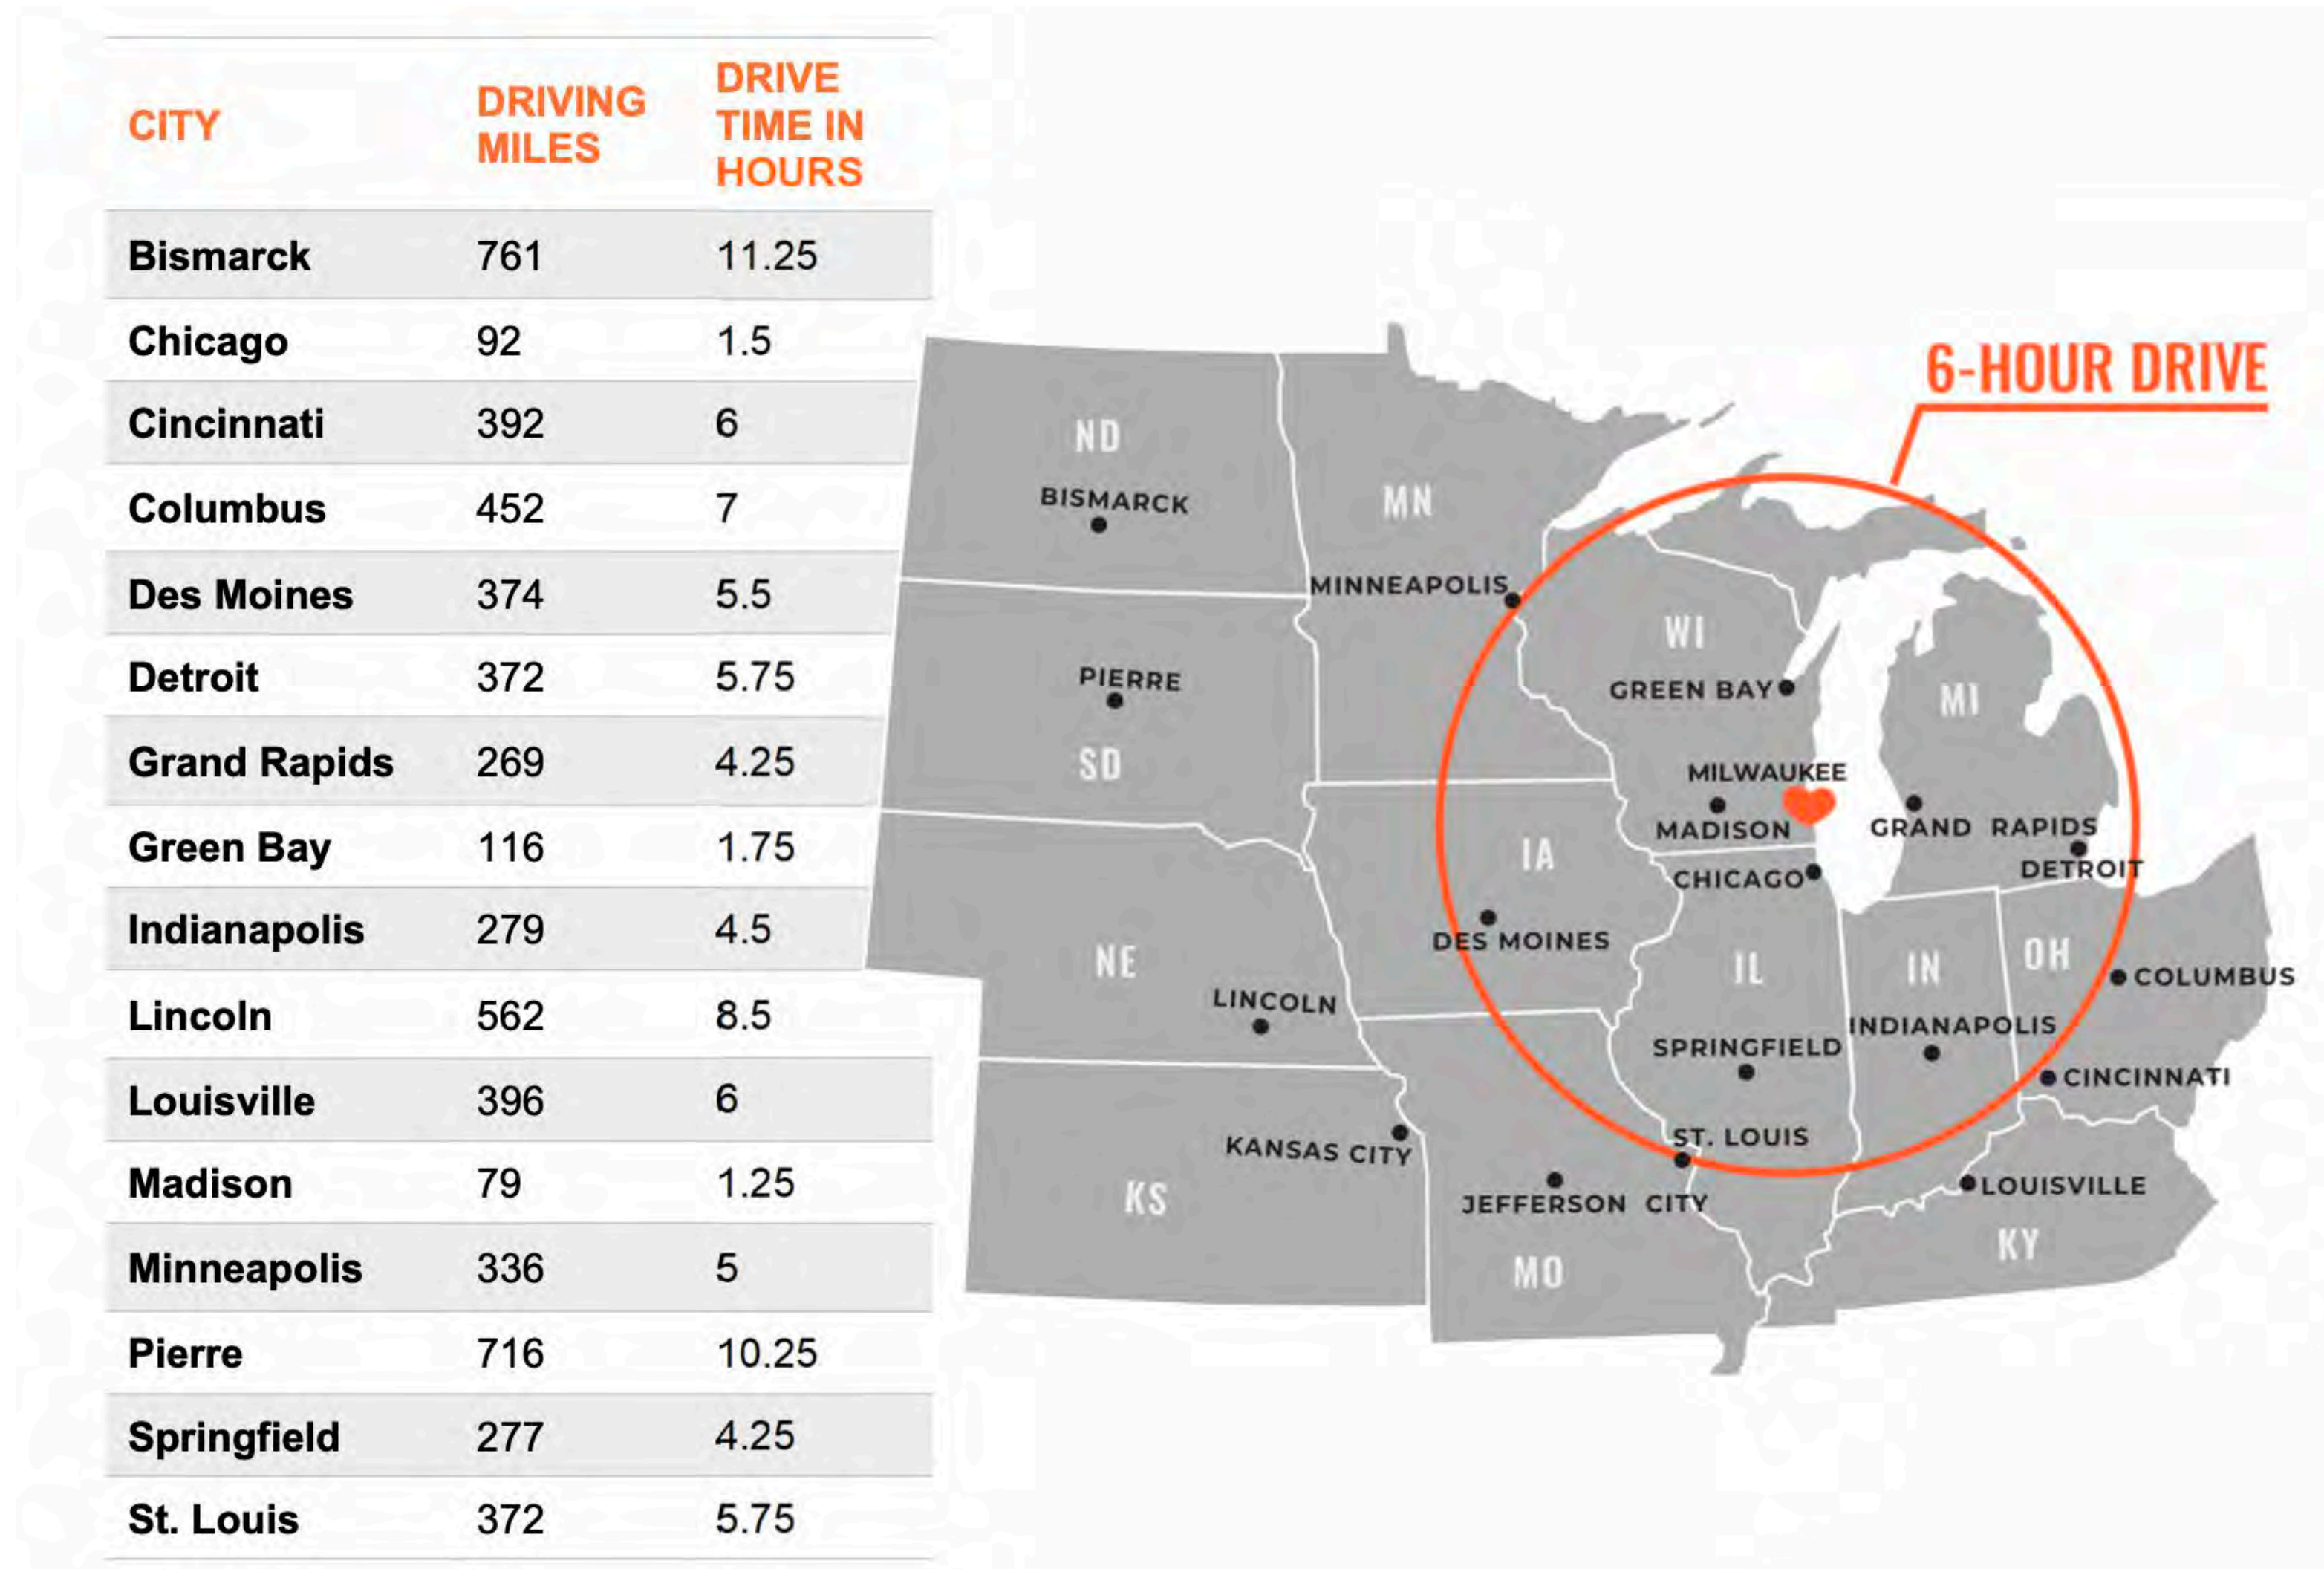 CITY DRIVING MILES DRIVE TIME IN HOURS
Bismarck 761 11.25
Chicago 92 1.5
Cincinnati 392 6
Columbus 452 7
Des Moines 374 5.5
Detroit 372 5.75
Grand Rapids 269 4.25
Green Bay 116 1.75
Indianapolis 279 4.5
Lincoln 562 8.5
Louisville 396 6
Madison 79 1.25
Minneapolis 336 5
Pierre 716 10.25
Springfield 277 4.25
St. Louis 372 5.75
6-HOUR DRIVE
ND
BISMARCK
MN
MINNEAPOLIS
WI
PIERRE
GREEN BAY
MI
SD
MILWAUKEE
MADISON
GRAND RAPIDS
IA
DETROIT
CHICAGO
DES MOINES
NE
IL
IN
OH
COLUMBUS
LINCOLN
INDIANAPOLIS
SPRINGFIELD
CINCINNATI
ST. LOUIS
KANSAS CITY
KS
JEFFERSON CITY
LOUISVILLE
KY
MO